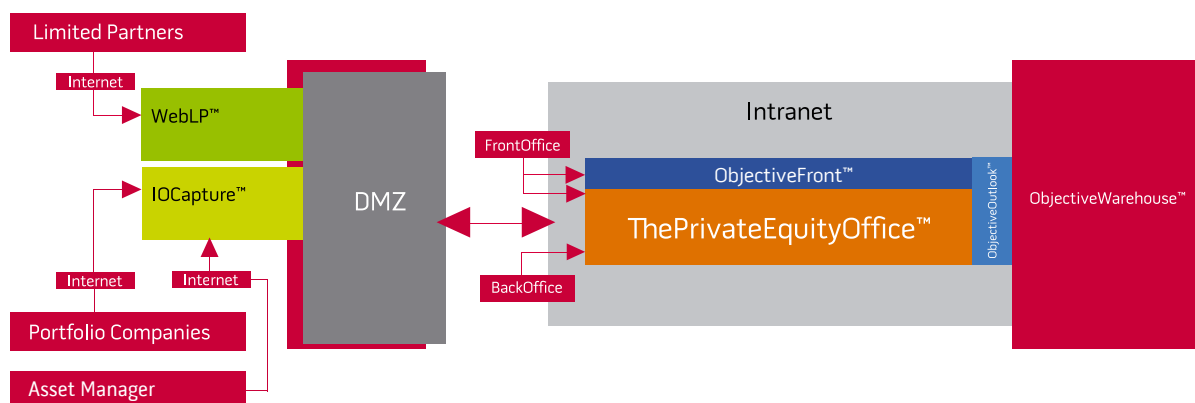 Limited Partners
Internet
WebLP™
IOCapture™
Internet
Internet
Portfolio Companies
Asset Manager
DMZ
Intranet
FrontOffice
ObjectiveFront™
ThePrivateEquityOffice™
BackOffice
ObjectiveOutlook™
ObjectiveWarehouse™